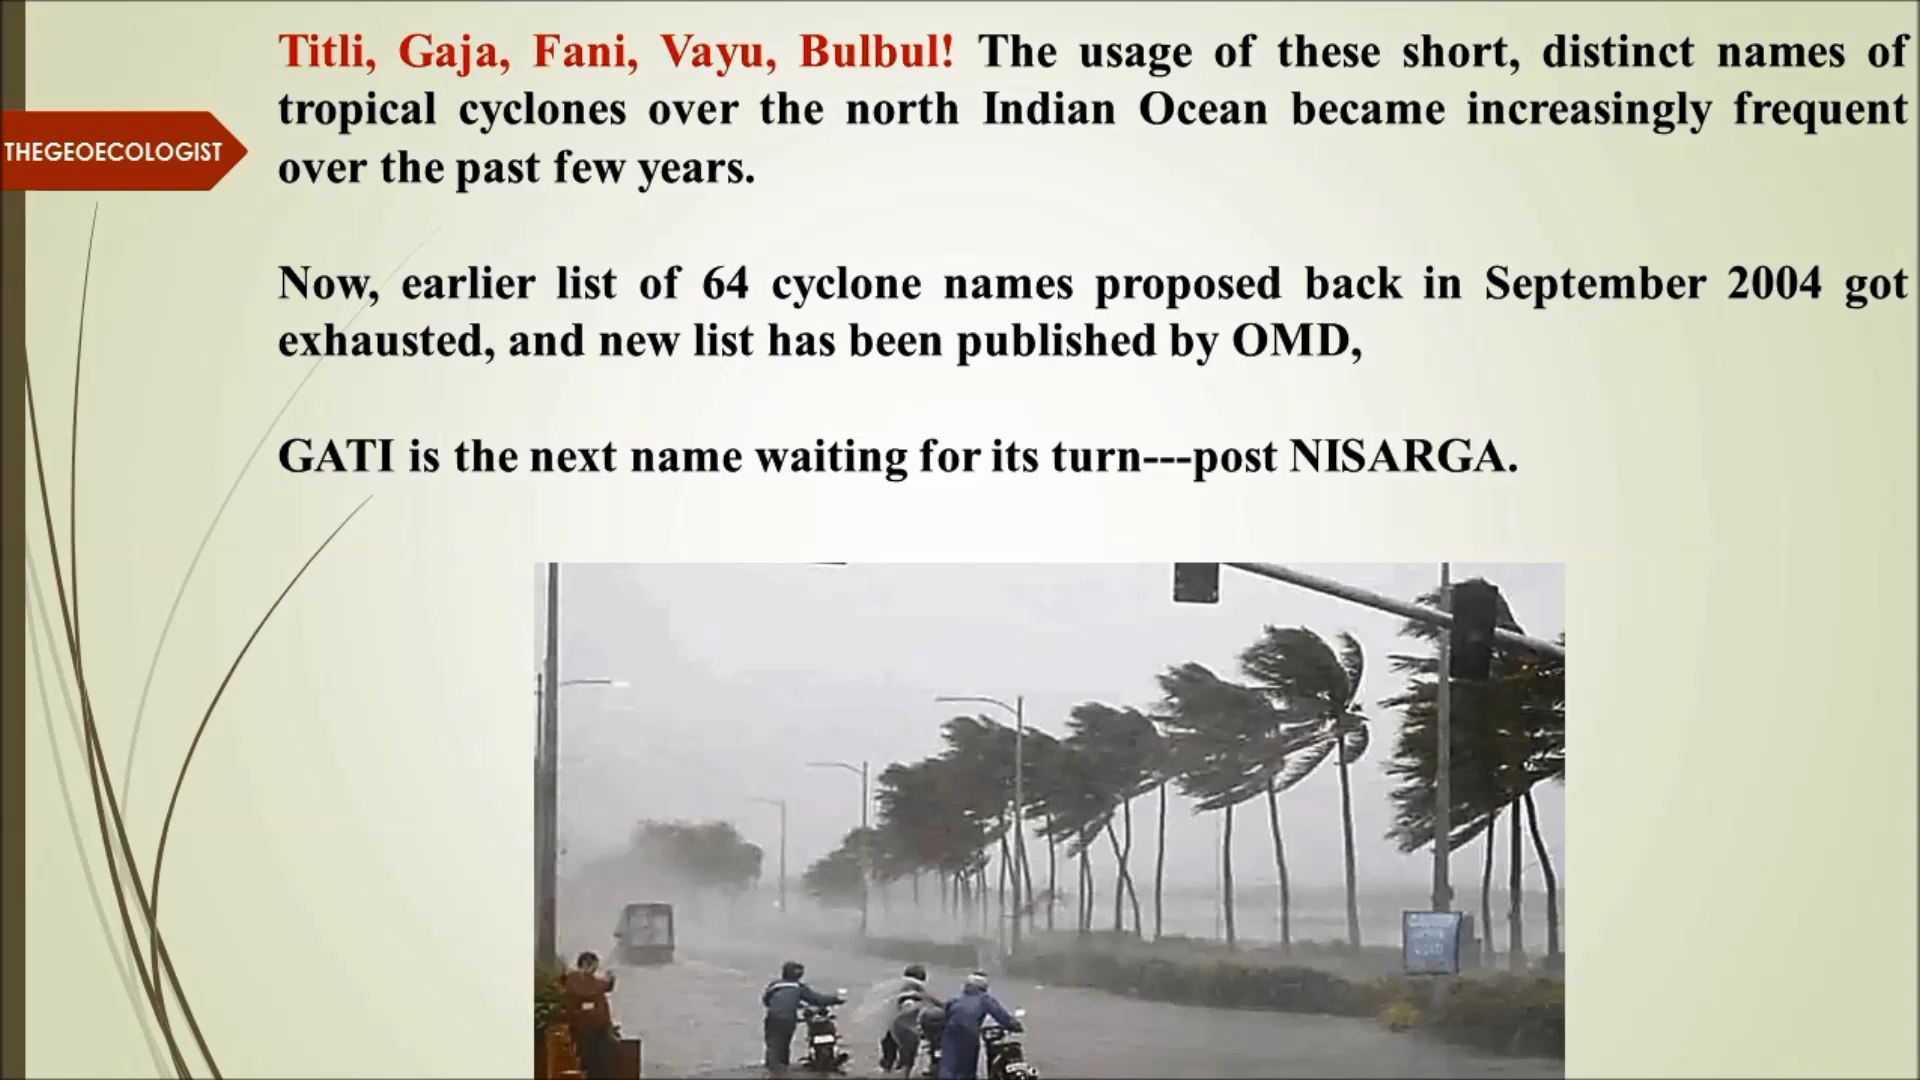 Titli, Gaja, Fani, Vayu, Bulbul! The usage of these short, distinct names of
tropical cyclones over the north Indian Ocean became increasingly frequent
over the past few years.
THEGEOECOLOGIST
Now, earlier list of 64 cyclone names proposed back in September 2004 got
exhausted, and new list has been published by OMD,
GATI is the next name waiting for its turn---post NISARGA.